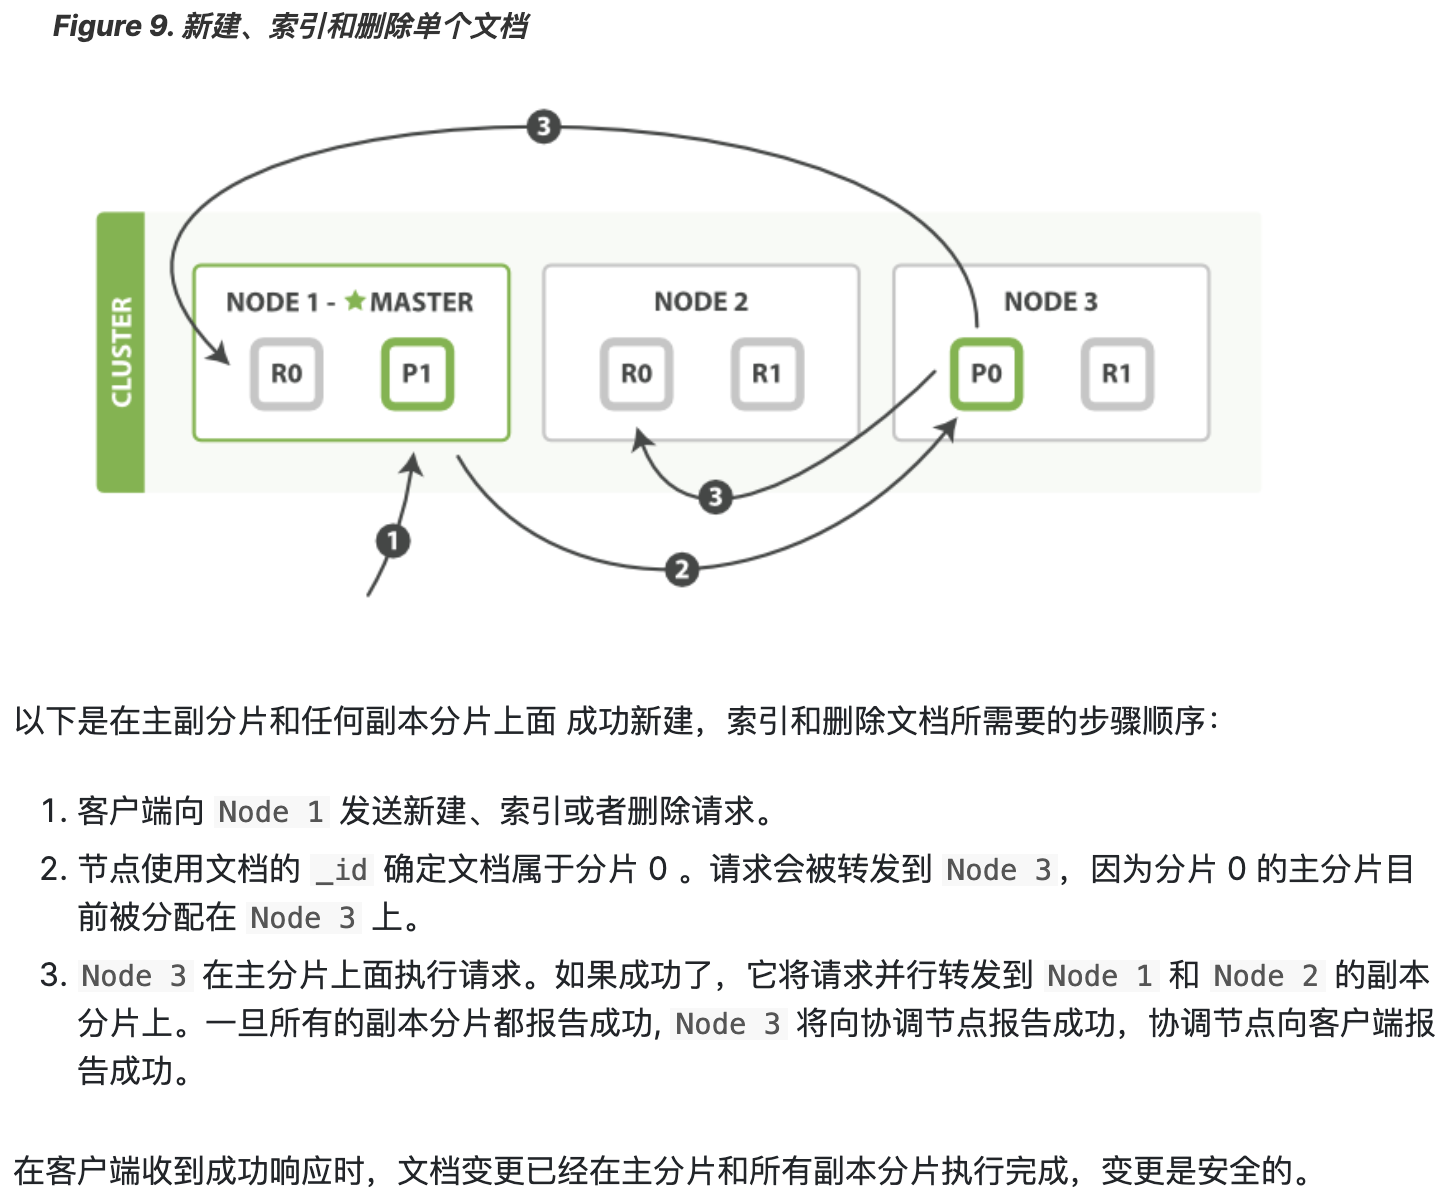 Figure 9. 新建、索引和删除单个文档
3
CLUSTER
NODE 1 - ★MASTER
NODE 2
NODE 3
R0
P1
R0
R1
P0
R1
3
1
2
以下是在主副分片和任何副本分片上面 成功新建，索引和删除文档所需要的步骤顺序：
1. 客户端向 Node 1 发送新建、索引或者删除请求。
2. 节点使用文档的 _id 确定文档属于分片 0 。请求会被转发到 Node 3，因为分片 0 的主分片目
前被分配在 Node 3 上。
3. Node 3 在主分片上面执行请求。如果成功了，它将请求并行转发到 Node 1 和 Node 2 的副本
分片上。一旦所有的副本分片都报告成功, Node 3 将向协调节点报告成功，协调节点向客户端报
告成功。
在客户端收到成功响应时，文档变更已经在主分片和所有副本分片执行完成，变更是安全的。